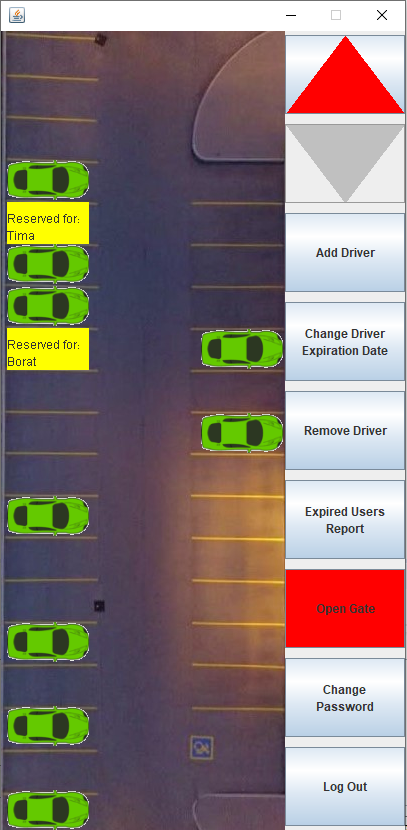 Reserved for:
Tima
Reserved for:
Borat
Add Driver
Change Driver
Expiration Date
Remove Driver
Expired Users
Report
Open Gate
Change
Password
Log Out